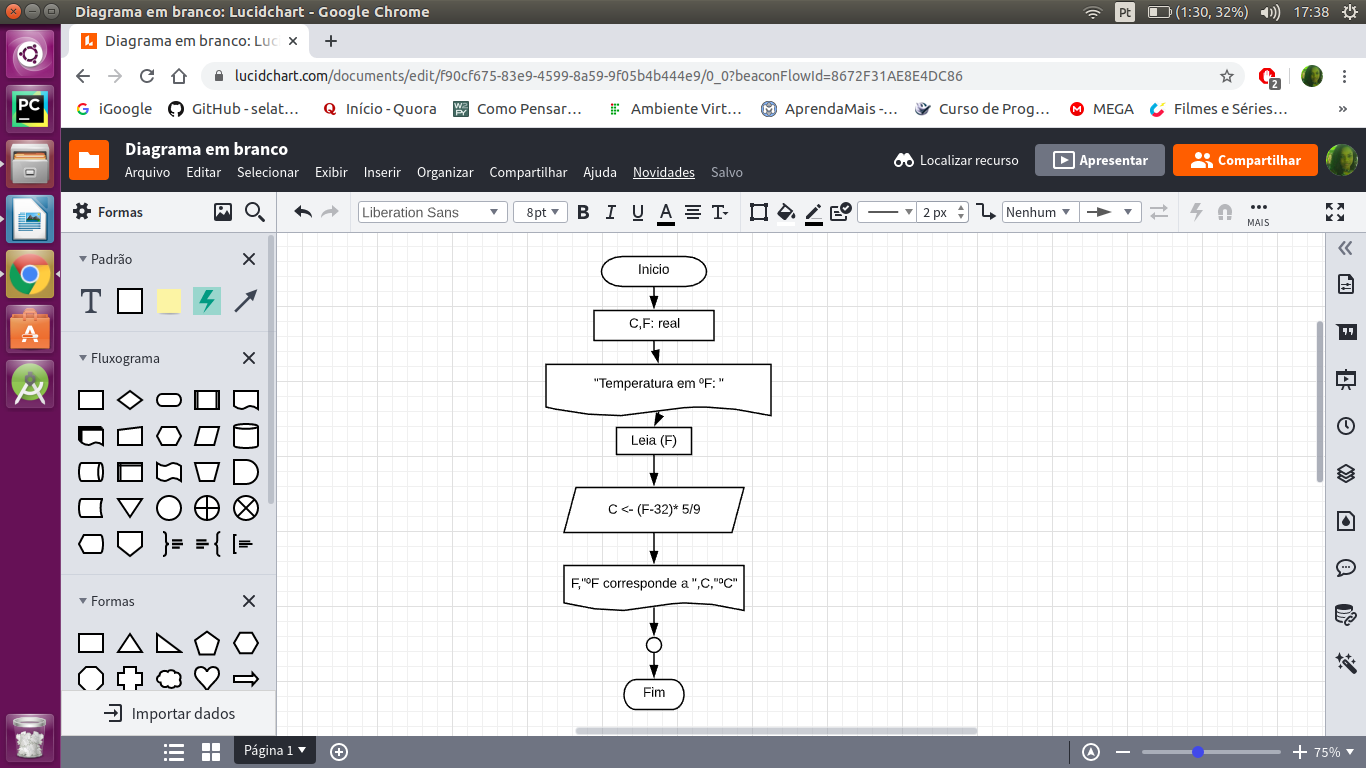 Diagrama em branco: Lucidchart - Google Chrome
Pt
(1:30, 32%)
17:38
Diagrama em branco: Luc
lucidchart.com/documents/edit/f90cf675-83e9-4599-8a59-9f05b4b444e9/0_0?beaconFlowId=8672F31AE8E4DC86
2
iGoogle
GitHub - selat…
Início - Quora
Como Pensar…
Ambiente Virt…
AprendaMais -…
Curso de Prog…
MEGA
Filmes e Séries…
»
Diagrama em branco
Arquivo Editar Selecionar Exibir Inserir Organizar Compartilhar Ajuda Novidades Salvo
Localizar recurso
Apresentar
Compartilhar
Formas
Liberation Sans
8pt
B I U A T
2 px
Nenhum
MAIS
Padrão
T
Fluxograma
Formas
Importar dados
Inicio
C,F: real
"Temperatura em ºF: "
Leia (F)
C <- (F-32)* 5/9
F,"ºF corresponde a ",C,"ºC"
Fim
Página 1
75%
PC